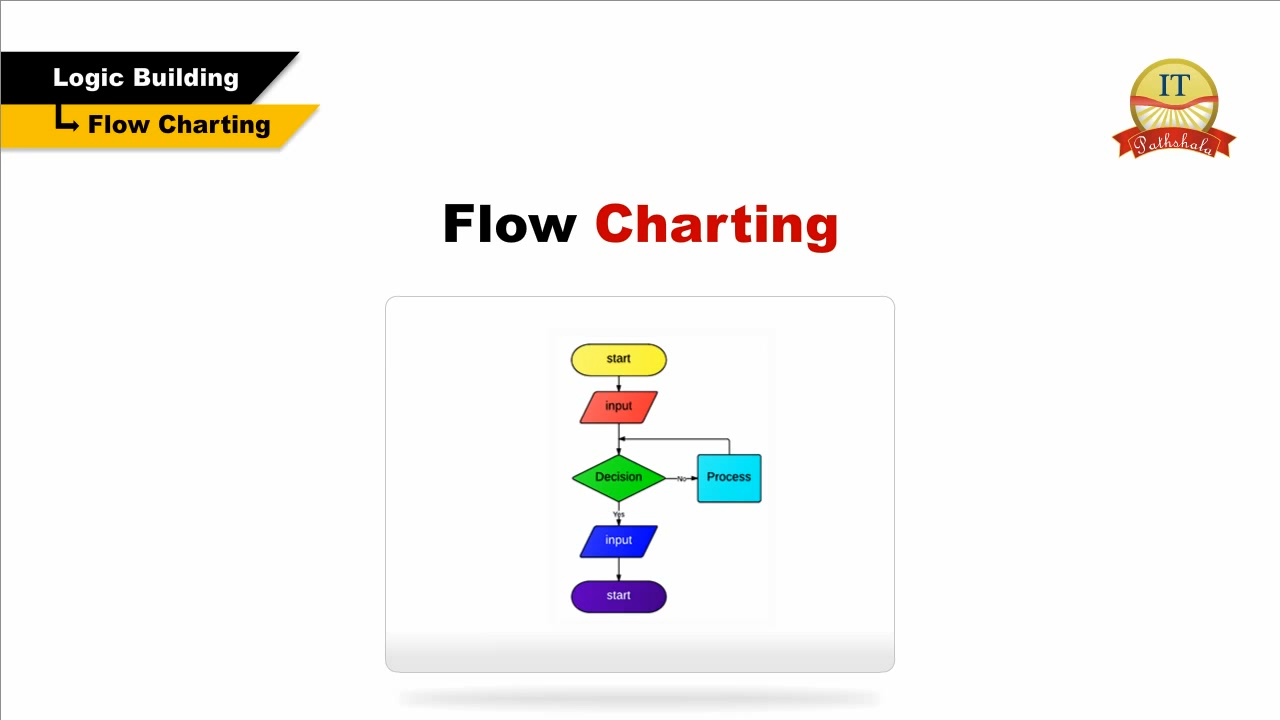 Logic Building
Flow Charting
IT
Pathshala
Flow Charting
start
input
Decision
No
Process
Yes
input
start